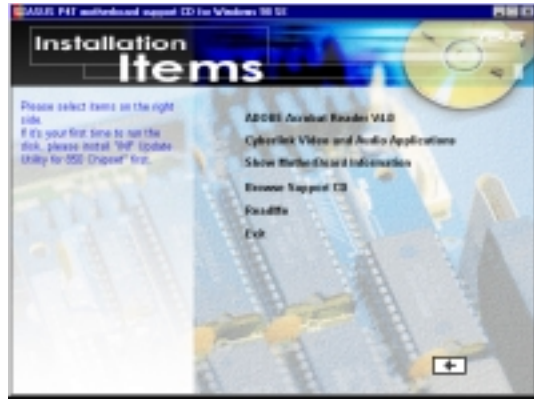 ASUS P4T motherboard support CD for Windows 98 SE
Installation
Items
ASUS
Please select items on the right
side.
If it's your first time to run the
disk, please install "INF Update
Utility for 850 Chipset" first.
ADOBE Acrobat Reader V4.0
Cyberlink Video and Audio Applications
Show Motherboard Information
Browse Support CD
ReadMe
Exit